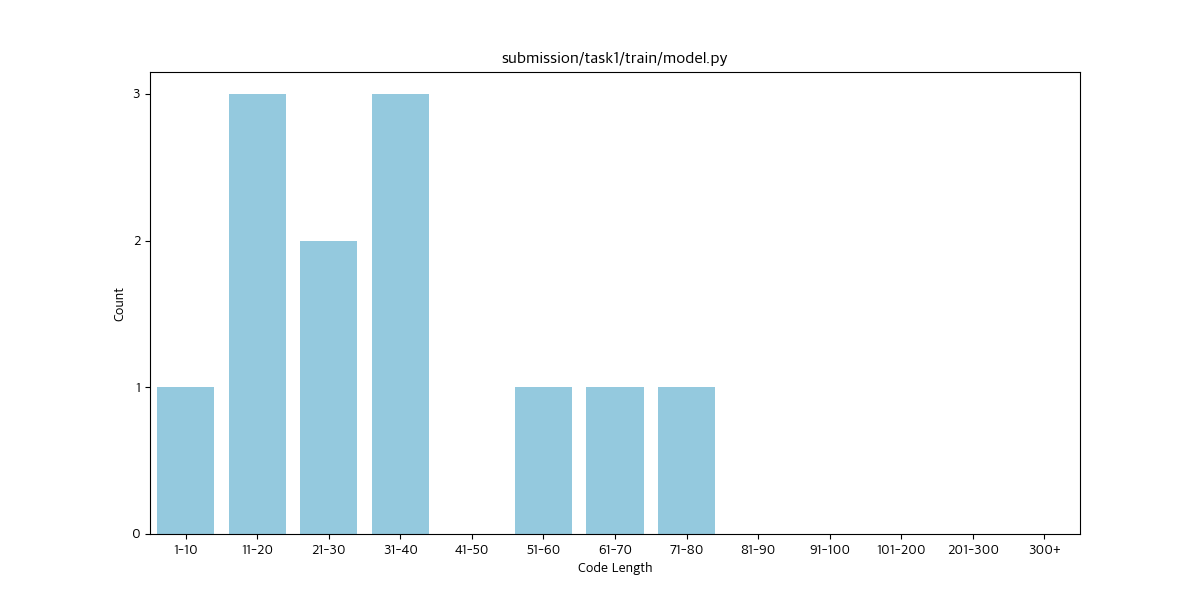 submission/task1/train/model.py
3
2
1
0
Count
1-10 11-20 21-30 31-40 41-50 51-60 61-70 71-80 81-90 91-100 101-200 201-300 300+
Code Length